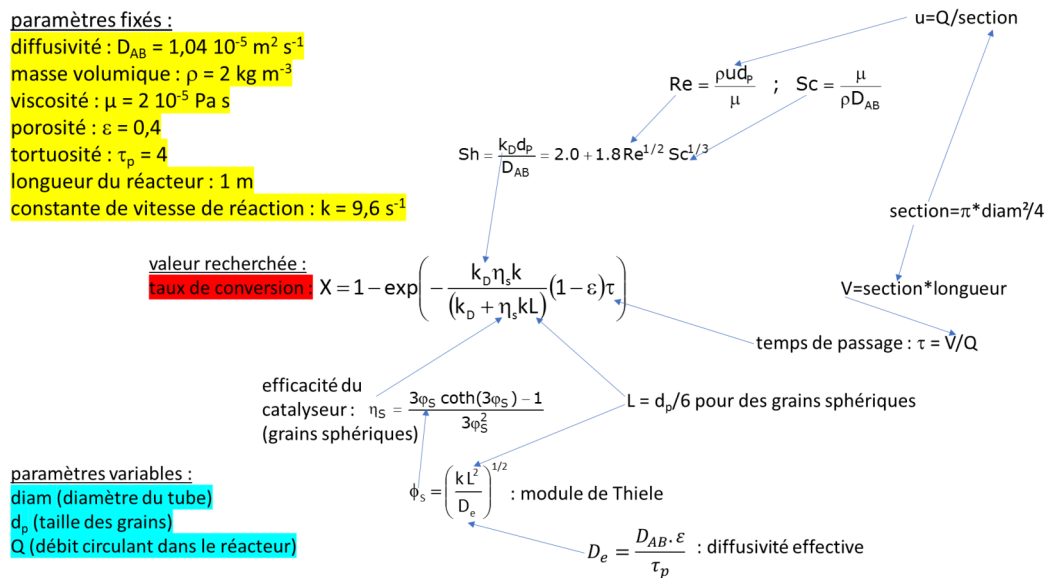 paramètres fixés :
diffusivité : D_AB = 1,04 10⁻⁵ m² s⁻¹
masse volumique : ρ = 2 kg m⁻³
viscosité : μ = 2 10⁻⁵ Pa s
porosité : ε = 0,4
tortuosité : τ_p = 4
longueur du réacteur : 1 m
constante de vitesse de réaction : k = 9,6 s⁻¹
u=Q/section
Re = ρud_P/μ ; Sc = μ/ρD_AB
Sh = k_D d_P/D_AB = 2.0 + 1.8 Re^1/2 Sc^1/3
section=π*diam²/4
valeur recherchée :
taux de conversion : X = 1 − exp(− k_D η_s k/(k_D + η_s kL) (1 − ε)τ)
V=section*longueur
temps de passage : τ = V/Q
efficacité du
catalyseur : η_S = 3φ_S coth(3φ_S) − 1/3φ_S²
(grains sphériques)
L = d_p/6 pour des grains sphériques
paramètres variables :
diam (diamètre du tube)
d_p (taille des grains)
Q (débit circulant dans le réacteur)
ϕ_s = (k L²/D_e)^1/2 : module de Thiele
D_e = D_AB . ε/τ_p : diffusivité effective